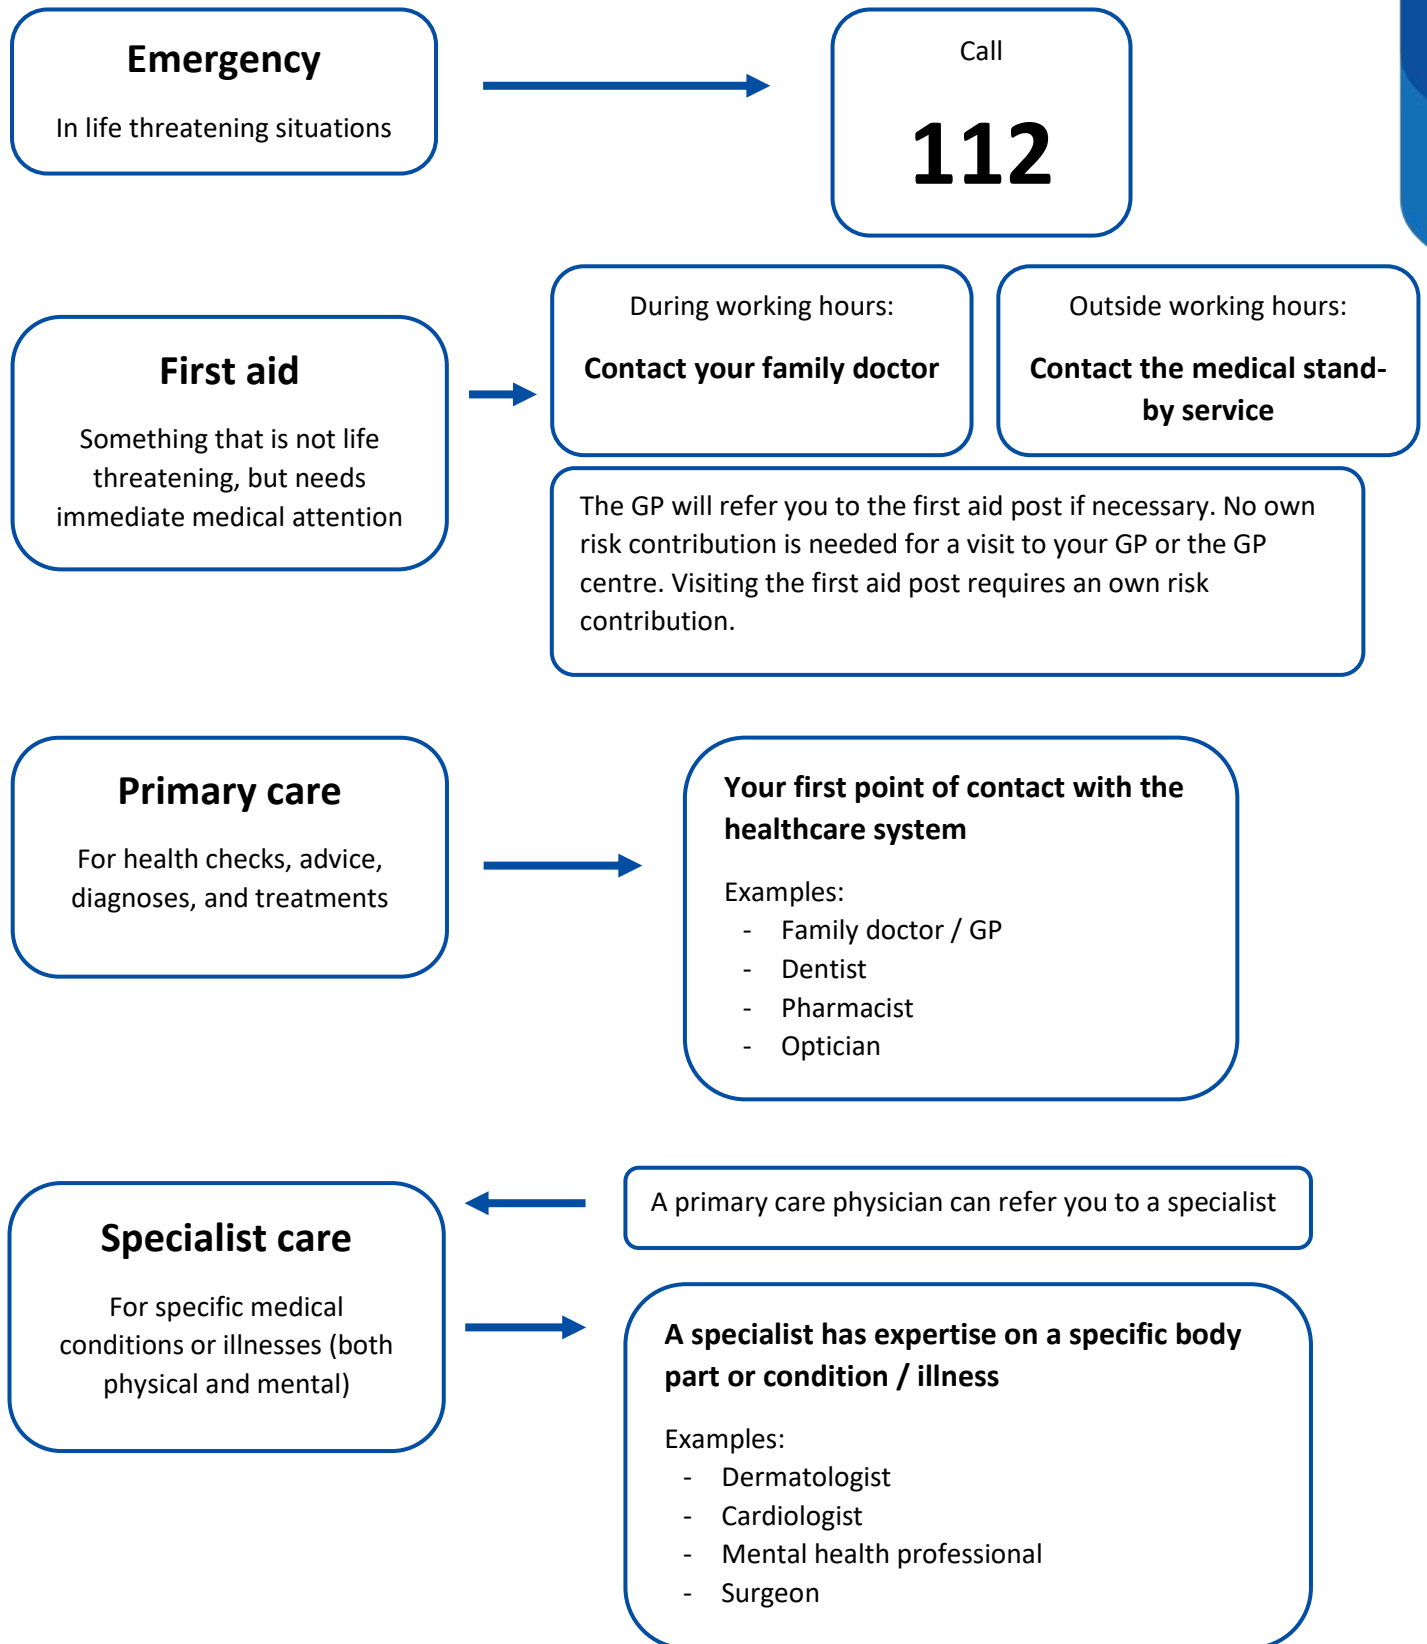 Emergency
In life threatening situations
Call
112
First aid
Something that is not life
threatening, but needs
immediate medical attention
During working hours:
Contact your family doctor
Outside working hours:
Contact the medical stand-
by service
The GP will refer you to the first aid post if necessary. No own
risk contribution is needed for a visit to your GP or the GP
centre. Visiting the first aid post requires an own risk
contribution.
Primary care
For health checks, advice,
diagnoses, and treatments
Your first point of contact with the
healthcare system
Examples:
- Family doctor / GP
- Dentist
- Pharmacist
- Optician
Specialist care
For specific medical
conditions or illnesses (both
physical and mental)
A primary care physician can refer you to a specialist
A specialist has expertise on a specific body
part or condition / illness
Examples:
- Dermatologist
- Cardiologist
- Mental health professional
- Surgeon